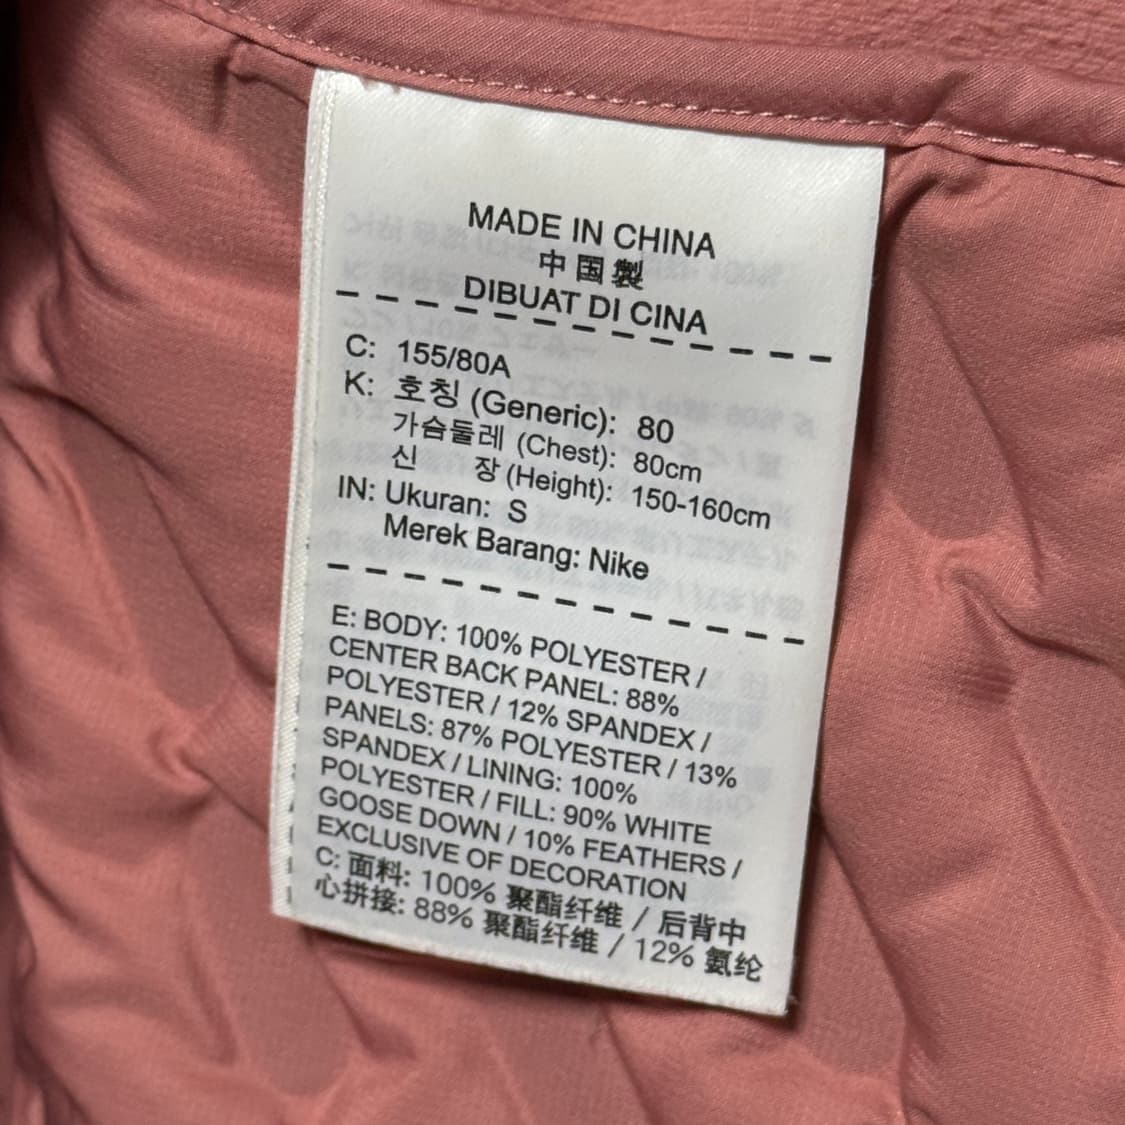 MADE IN CHINA
中国製
DIBUAT DI CINA
C: 155/80A
K: 호칭 (Generic): 80
가슴둘레 (Chest): 80cm
신 장 (Height): 150-160cm
IN: Ukuran: S
Merek Barang: Nike
E: BODY: 100% POLYESTER /
CENTER BACK PANEL: 88%
POLYESTER / 12% SPANDEX /
PANELS: 87% POLYESTER / 13%
SPANDEX / LINING: 100%
POLYESTER / FILL: 90% WHITE
GOOSE DOWN / 10% FEATHERS /
EXCLUSIVE OF DECORATION
C: 面料: 100% 聚酯纤维 / 后背中
心拼接: 88% 聚酯纤维 / 12% 氨纶